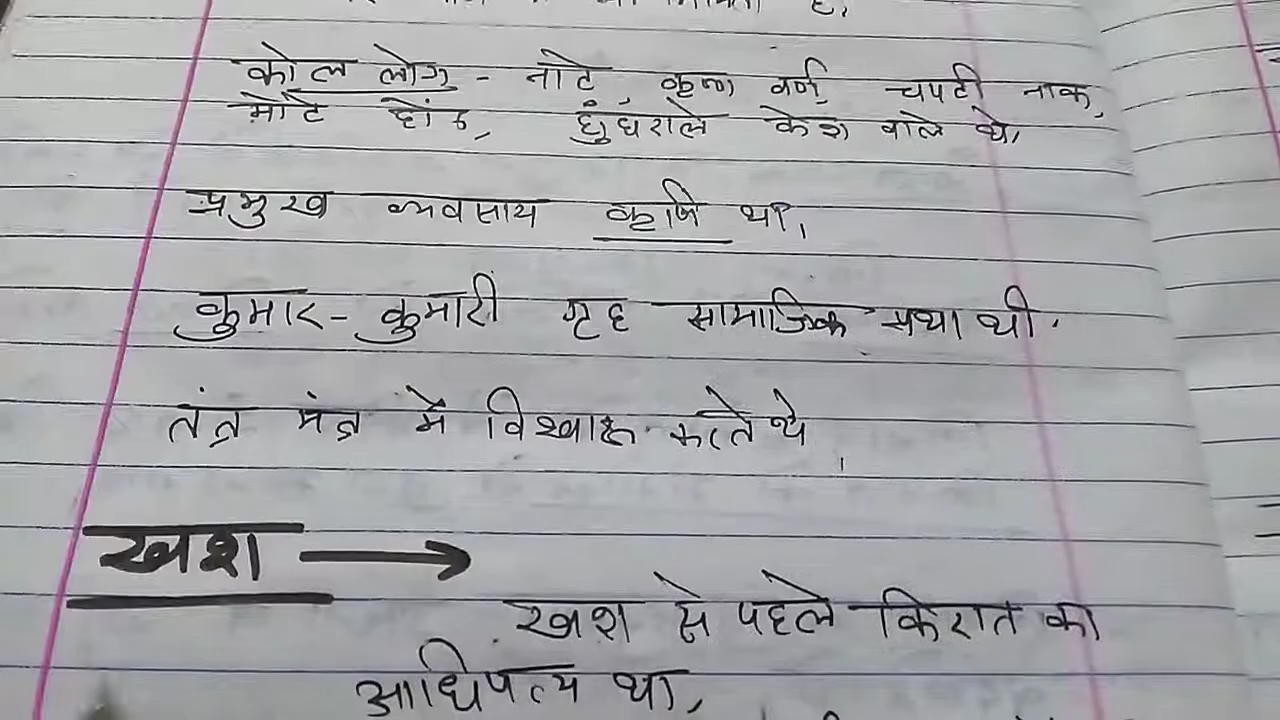 कोल लोग - नाटे, कृष्ण वर्ण, चपटी नाक,
मोटे होंठ, घुंघराले केश वाले थे,
प्रमुख व्यवसाय कृषि था,
कुमार - कुमारी गृह सामाजिक प्रथा थी.
तंत्र मंत्र में विश्वास करते थे,
खश →
खश से पहले किरात का
आधिपत्य था,